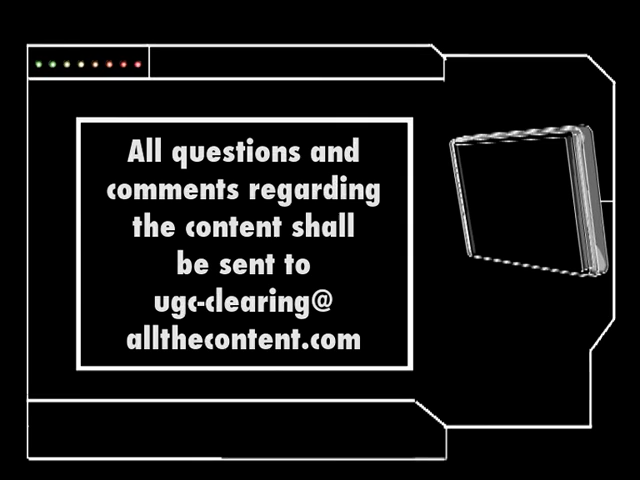 All questions and
comments regarding
the content shall
be sent to
ugc-clearing@
allthecontent.com